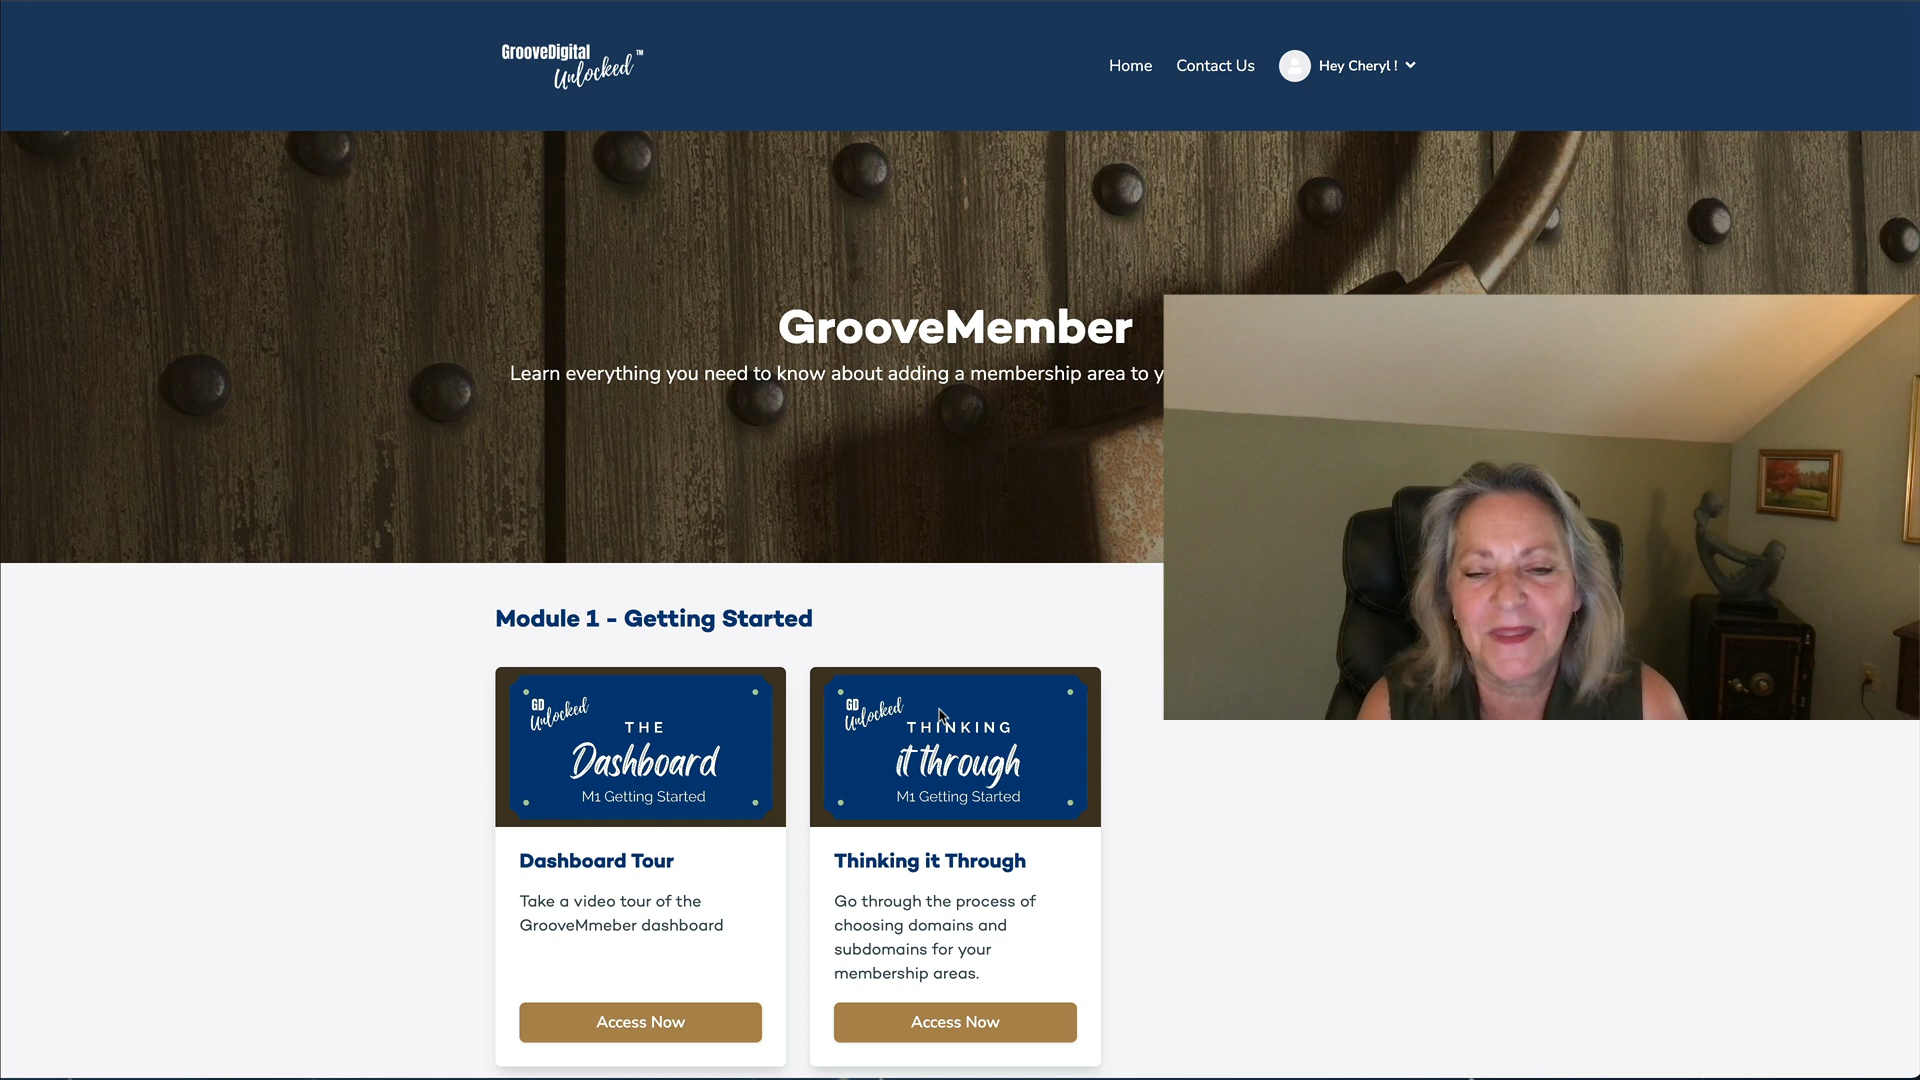 GrooveDigital™
Unlocked
Home
Contact Us
Hey Cheryl !
GrooveMember
Learn everything you need to know about adding a membership area to y
Module 1 - Getting Started
GD
Unlocked
THE
Dashboard
M1 Getting Started
GD
Unlocked
THINKING
it through
M1 Getting Started
Dashboard Tour
Take a video tour of the
GrooveMmeber dashboard
Access Now
Thinking it Through
Go through the process of
choosing domains and
subdomains for your
membership areas.
Access Now